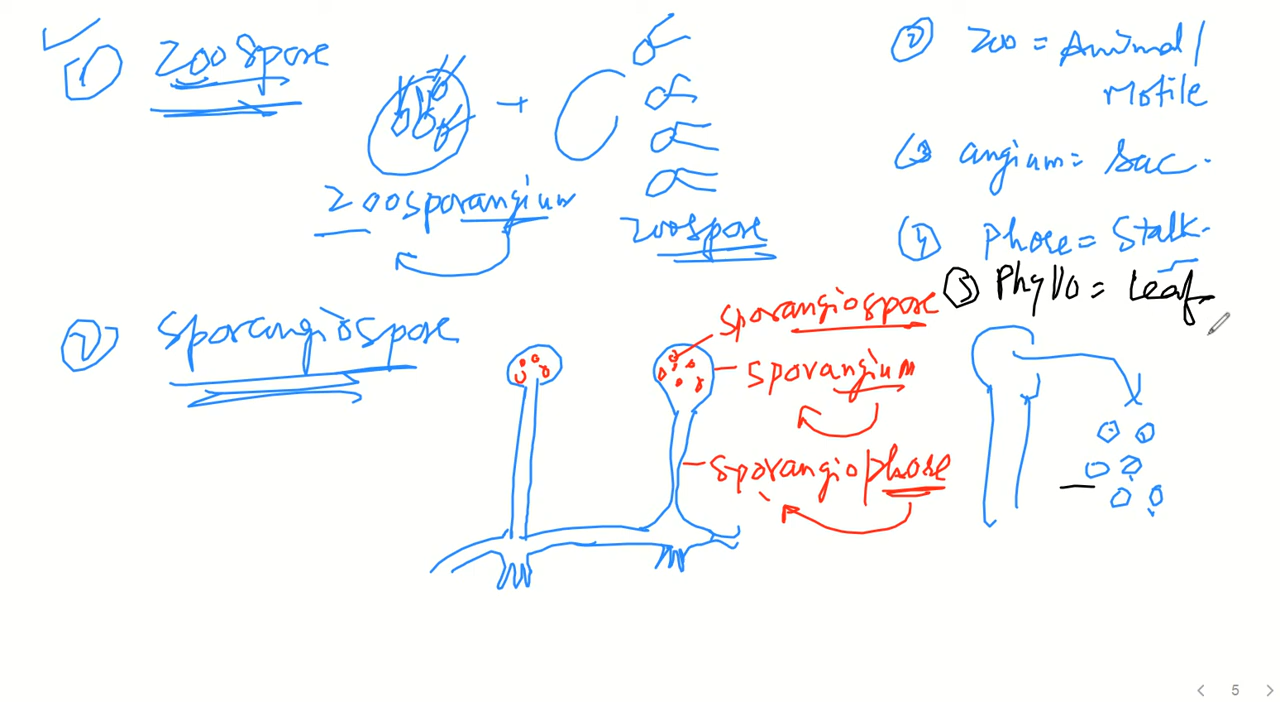 ① Zoospore
Zoosporangium
Zoospore
② Zoo = Animal /
Motile
③ angium = Sac.
④ Phore = Stalk.
⑤ Phyllo = Leaf
② Sporangiospore
Sporangiospore
Sporangium
Sporangiophore
5